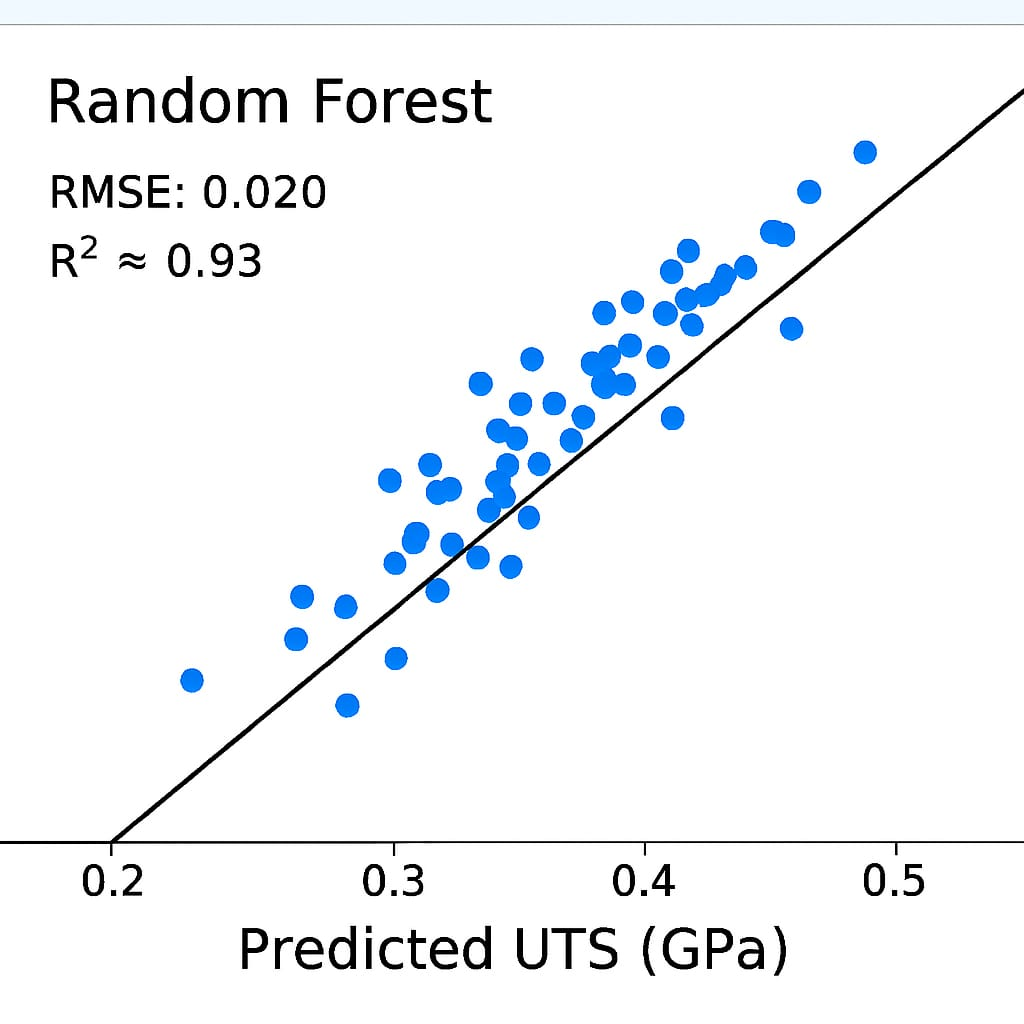 Random Forest
RMSE: 0.020
R² ≈ 0.93
0.2 0.3 0.4 0.5
Predicted UTS (GPa)